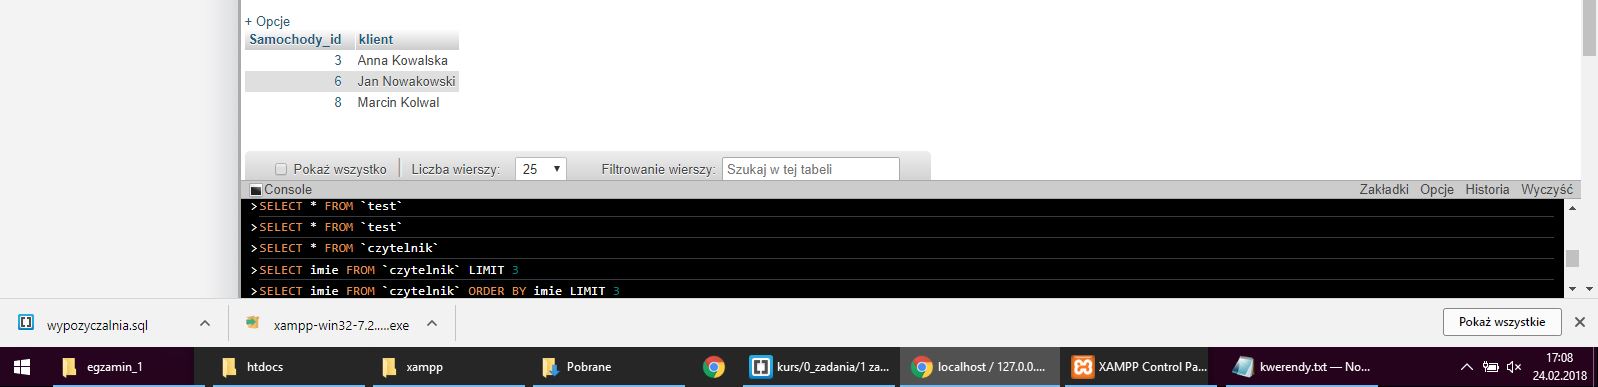 + Opcje
Samochody_id klient
3 Anna Kowalska
6 Jan Nowakowski
8 Marcin Kolwal
Pokaż wszystko Liczba wierszy: 25 Filtrowanie wierszy: Szukaj w tej tabeli
Console Zakładki Opcje Historia Wyczyść
>SELECT * FROM `test`
>SELECT * FROM `test`
>SELECT * FROM `czytelnik`
>SELECT imie FROM `czytelnik` LIMIT 3
>SELECT imie FROM `czytelnik` ORDER BY imie LIMIT 3
wypozyczalnia.sql xampp-win32-7.2.....exe Pokaż wszystkie
egzamin_1 htdocs xampp Pobrane kurs/0_zadania/1 za... localhost / 127.0.0.... XAMPP Control Pa... kwerendy.txt — No... 17:08
24.02.2018